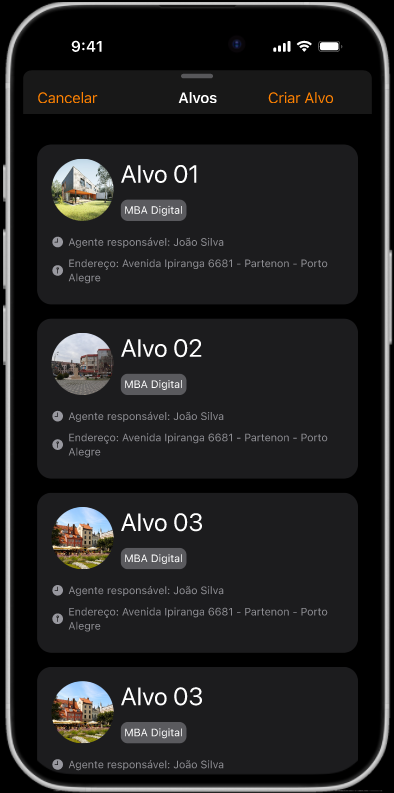 9:41
Cancelar Alvos Criar Alvo
Alvo 01
MBA Digital
Agente responsável: João Silva
Endereço: Avenida Ipiranga 6681 - Partenon - Porto
Alegre
Alvo 02
MBA Digital
Agente responsável: João Silva
Endereço: Avenida Ipiranga 6681 - Partenon - Porto
Alegre
Alvo 03
MBA Digital
Agente responsável: João Silva
Endereço: Avenida Ipiranga 6681 - Partenon - Porto
Alegre
Alvo 03
MBA Digital
Agente responsável: João Silva